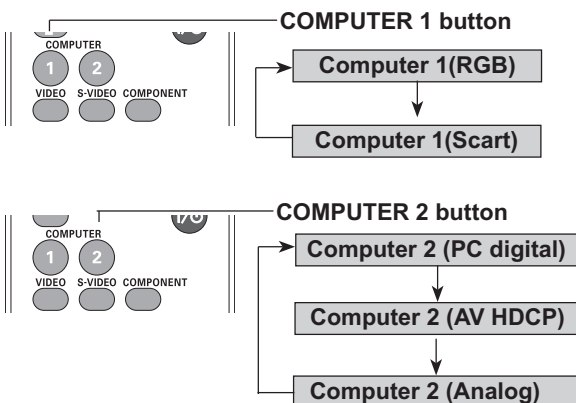 COMPUTER 1 button
COMPUTER
1 2
VIDEO S-VIDEO COMPONENT
Computer 1(RGB)
Computer 1(Scart)
COMPUTER 2 button
COMPUTER
1 2
VIDEO S-VIDEO COMPONENT
Computer 2 (PC digital)
Computer 2 (AV HDCP)
Computer 2 (Analog)